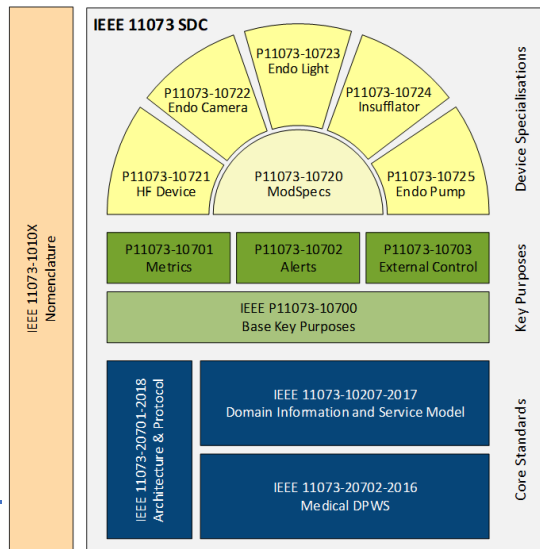 IEEE 11073 SDC
P11073-10723
Endo Light
P11073-10722
Endo Camera
P11073-10724
Insufflator
P11073-10721
HF Device
P11073-10720
ModSpecs
P11073-10725
Endo Pump
Device Specialisations
P11073-10701
Metrics
P11073-10702
Alerts
P11073-10703
External Control
IEEE P11073-10700
Base Key Purposes
Key Purposes
IEEE 11073-20701-2018
Architecture & Protocol
IEEE 11073-10207-2017
Domain Information and Service Model
IEEE 11073-20702-2016
Medical DPWS
Core Standards
IEEE 11073-1010X
Nomenclature